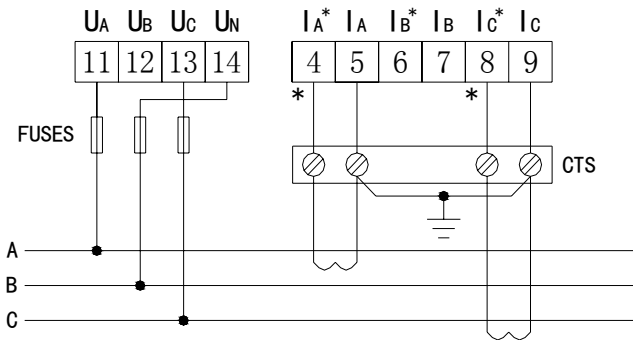 UA UB UC UN IA* IA IB* IB IC* IC
11 12 13 14 4 5 6 7 8 9
* *
FUSES
CTS
A
B
C